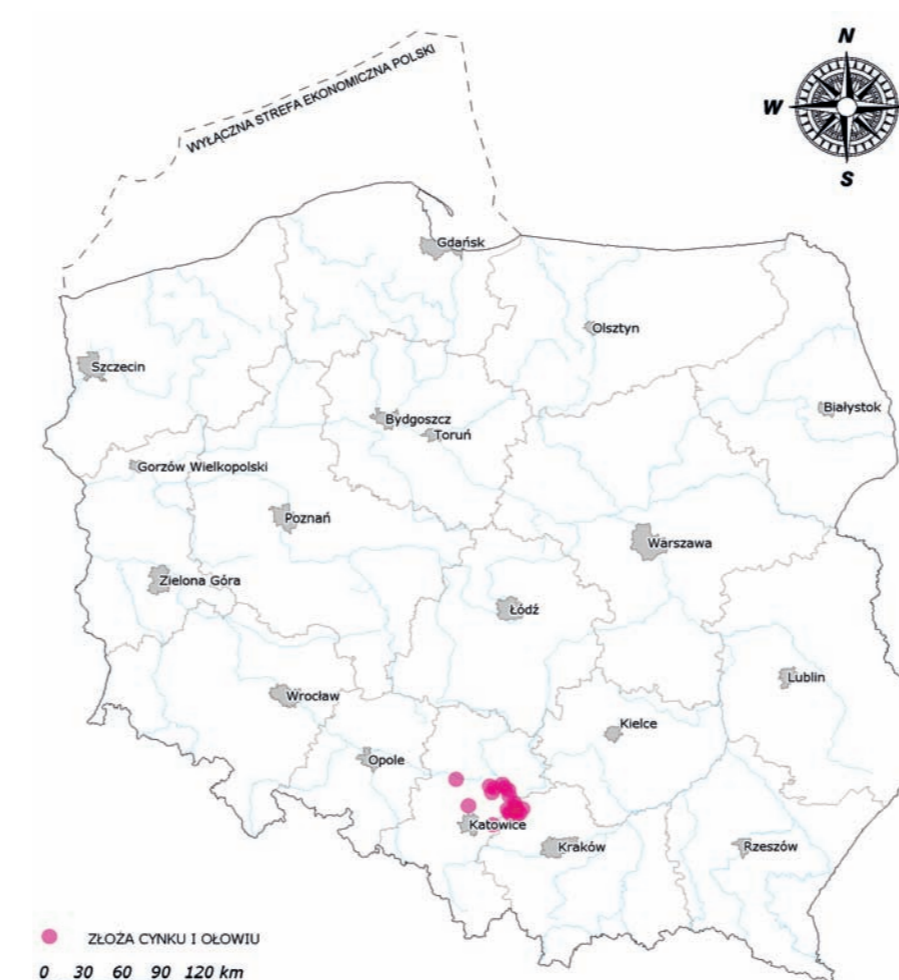 N
W
S
WYŁĄCZNA STREFA EKONOMICZNA POLSKI
Gdańsk
Olsztyn
Szczecin
Białystok
Bydgoszcz
Toruń
Gorzów Wielkopolski
Poznań
Warszawa
Zielona Góra
Łódź
Lublin
Wrocław
Kielce
Opole
Katowice
Kraków
Rzeszów
ZŁOŻA CYNKU I OŁOWIU
0 30 60 90 120 km